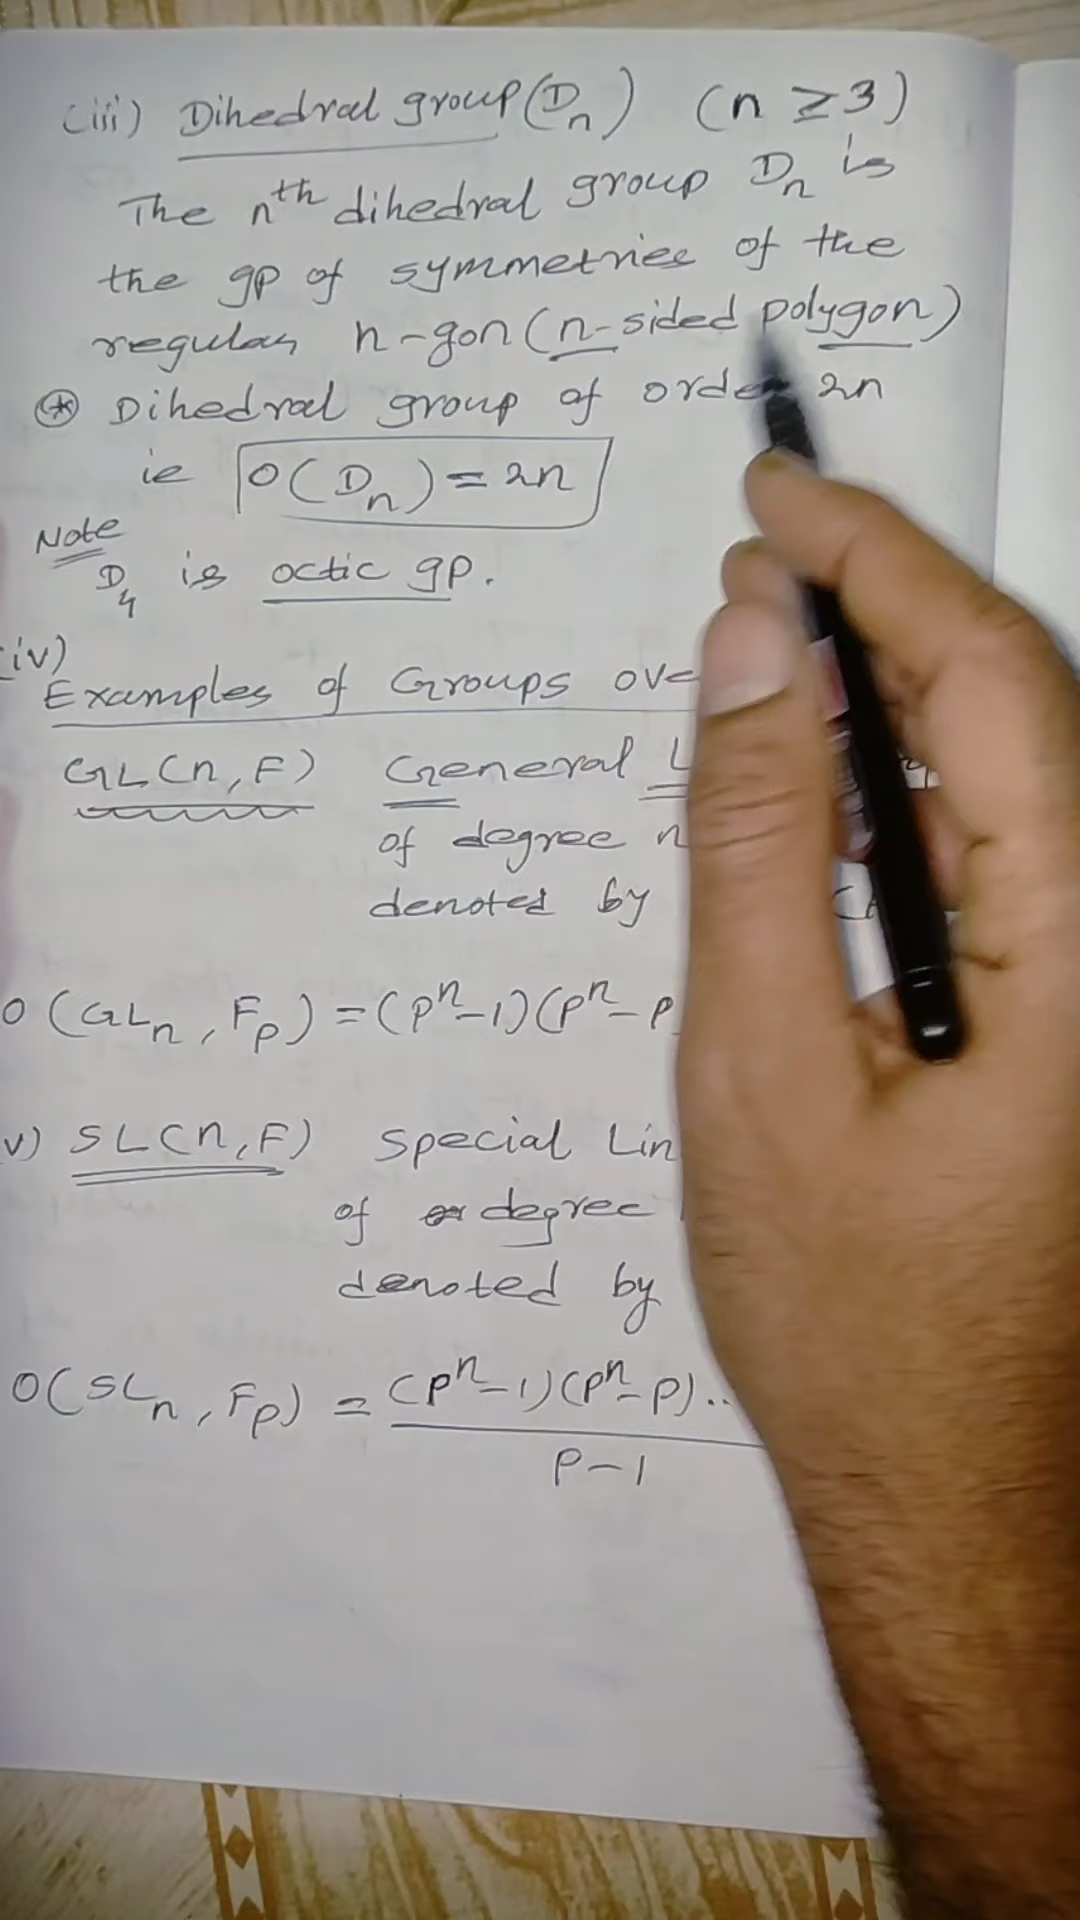 (iii) Dihedral group (Dn) (n ≥ 3)
The nth dihedral group Dn is
the gp of symmetries of the
regular n-gon (n-sided polygon)
⊛ Dihedral group of order 2n
ie O(Dn) = 2n
Note
D4 is octic gp.
iv)
Examples of Groups ove
GL(n,F) General L
of degree n
denoted by
O(GLn, Fp) = (p^n-1)(p^n-p
v) SL(n,F) Special Lin
of degree
denoted by
O(SLn, Fp) = (p^n-1)(p^n-p)..
p-1